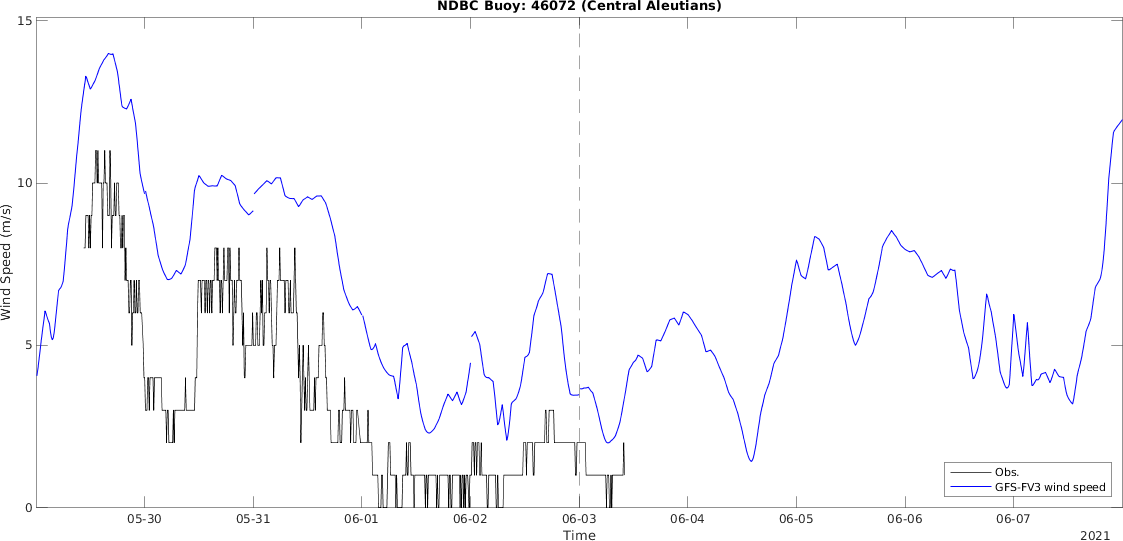 NDBC Buoy: 46072 (Central Aleutians)
15
10
5
0
Wind Speed (m/s)
05-30 05-31 06-01 06-02 06-03 06-04 06-05 06-06 06-07
Time
2021
Obs.
GFS-FV3 wind speed